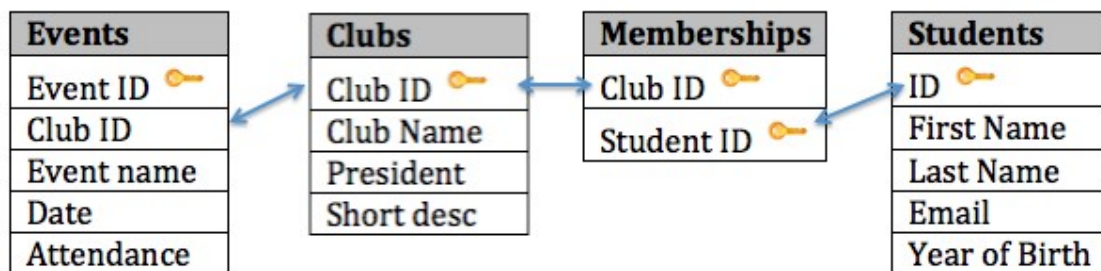 Events
Event ID
Club ID
Event name
Date
Attendance
Clubs
Club ID
Club Name
President
Short desc
Memberships
Club ID
Student ID
Students
ID
First Name
Last Name
Email
Year of Birth